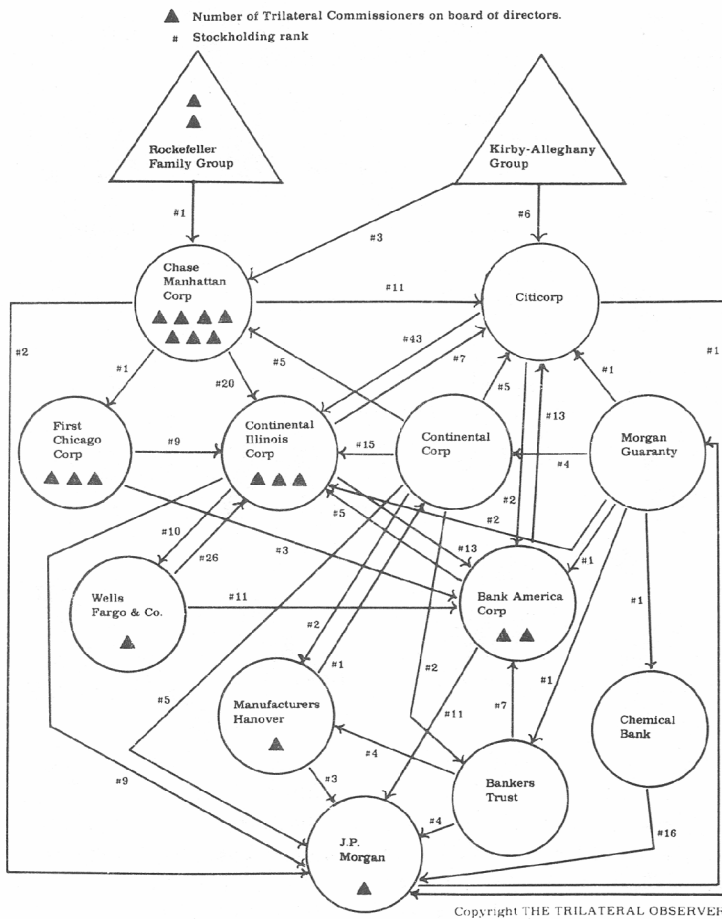 ▲ Number of Trilateral Commissioners on board of directors.
# Stockholding rank
Rockefeller
Family Group
Kirby-Alleghany
Group
#1
#6
#3
Chase
Manhattan
Corp
#11
Citicorp
#2
#1
#20
#5
#43
#7
#5
#1
#13
#1
First
Chicago
Corp
#9
Continental
Illinois
Corp
#15
Continental
Corp
#4
Morgan
Guaranty
#10
#26
#3
#5
#13
#2
#2
#1
Wells
Fargo & Co.
#11
Bank America
Corp
#2
#1
#1
#5
#2
#1
Manufacturers
Hanover
#11
#7
Chemical
Bank
#4
#3
#9
Bankers
Trust
#4
#16
J.P.
Morgan
Copyright THE TRILATERAL OBSERVER